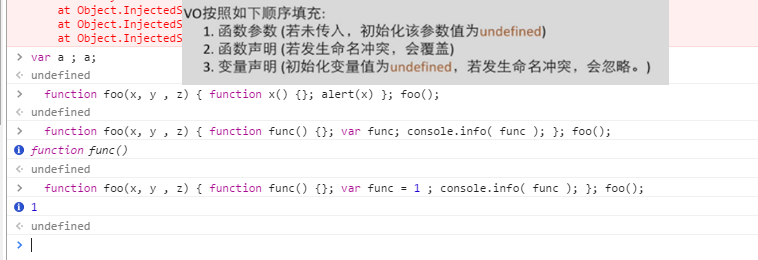 at Object.InjectedS
at Object.InjectedS
at Object.InjectedS
VO按照如下顺序填充:
1. 函数参数 (若未传入，初始化该参数值为undefined)
2. 函数声明 (若发生命名冲突，会覆盖)
3. 变量声明 (初始化变量值为undefined，若发生命名冲突，会忽略。)
> var a ; a;
< undefined
> function foo(x, y , z) { function x() {}; alert(x) }; foo();
< undefined
> function foo(x, y , z) { function func() {}; var func; console.info( func ); }; foo();
function func()
< undefined
> function foo(x, y , z) { function func() {}; var func = 1 ; console.info( func ); }; foo();
1
< undefined
>